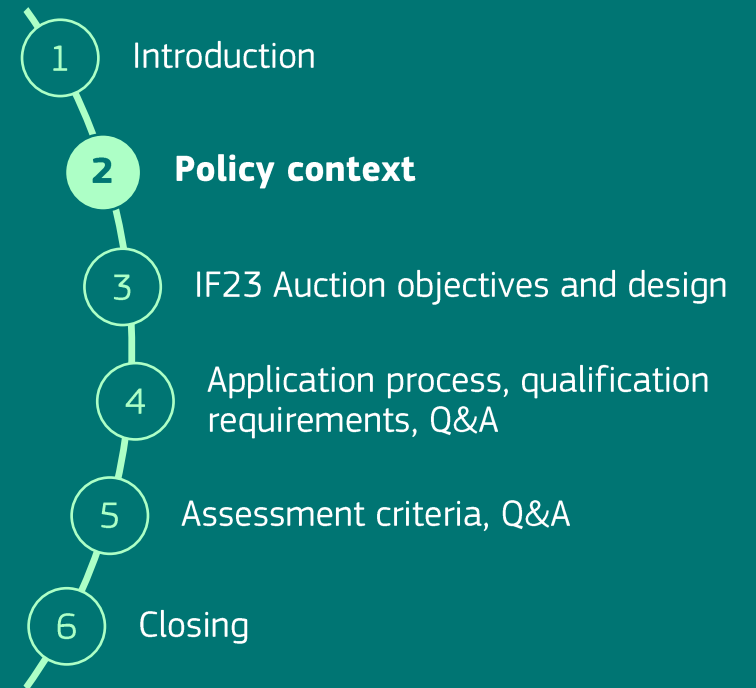 1 Introduction
2 Policy context
3 IF23 Auction objectives and design
4 Application process, qualification
requirements, Q&A
5 Assessment criteria, Q&A
6 Closing